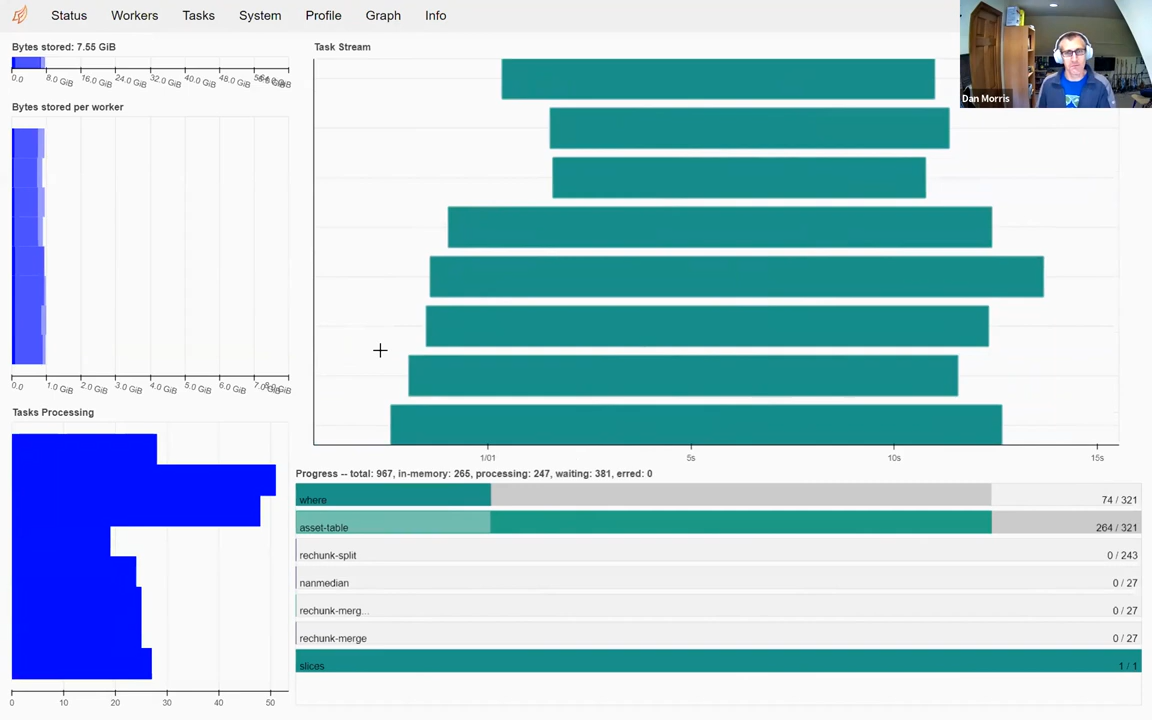 Status Workers Tasks System Profile Graph Info
Dan Morris
Bytes stored: 7.55 GiB
0.0 8.0 GiB 16.0 GiB 24.0 GiB 32.0 GiB 40.0 GiB 48.0 GiB
Bytes stored per worker
0.0 1.0 GiB 2.0 GiB 3.0 GiB 4.0 GiB 5.0 GiB 6.0 GiB
Tasks Processing
0 10 20 30 40 50
Task Stream
1/01 5s 10s 15s
Progress -- total: 967, in-memory: 265, processing: 247, waiting: 381, erred: 0
where 74 / 321
asset-table 264 / 321
rechunk-split 0 / 243
nanmedian 0 / 27
rechunk-merg... 0 / 27
rechunk-merge 0 / 27
slices 1 / 1